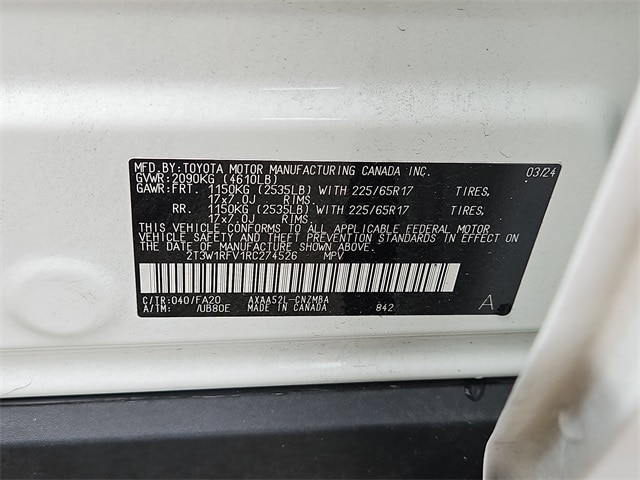 MFD.BY:TOYOTA MOTOR MANUFACTURING CANADA INC. 03/24
GVWR:2090KG (4610LB)
GAWR:FRT. 1150KG (2535LB) WITH 225/65R17 TIRES,
17x7.0J RIMS.
RR. 1150KG (2535LB) WITH 225/65R17 TIRES,
17x7.0J RIMS.
THIS VEHICLE CONFORMS TO ALL APPLICABLE FEDERAL MOTOR
VEHICLE SAFETY AND THEFT PREVENTION STANDARDS IN EFFECT
ON THE DATE OF MANUFACTURE SHOWN ABOVE.
2T3W1RFV1RC274526 MPV
C/TR:040/FA20 AXAA52L-CNZMBA A
A/TM: /UB80E MADE IN CANADA 842